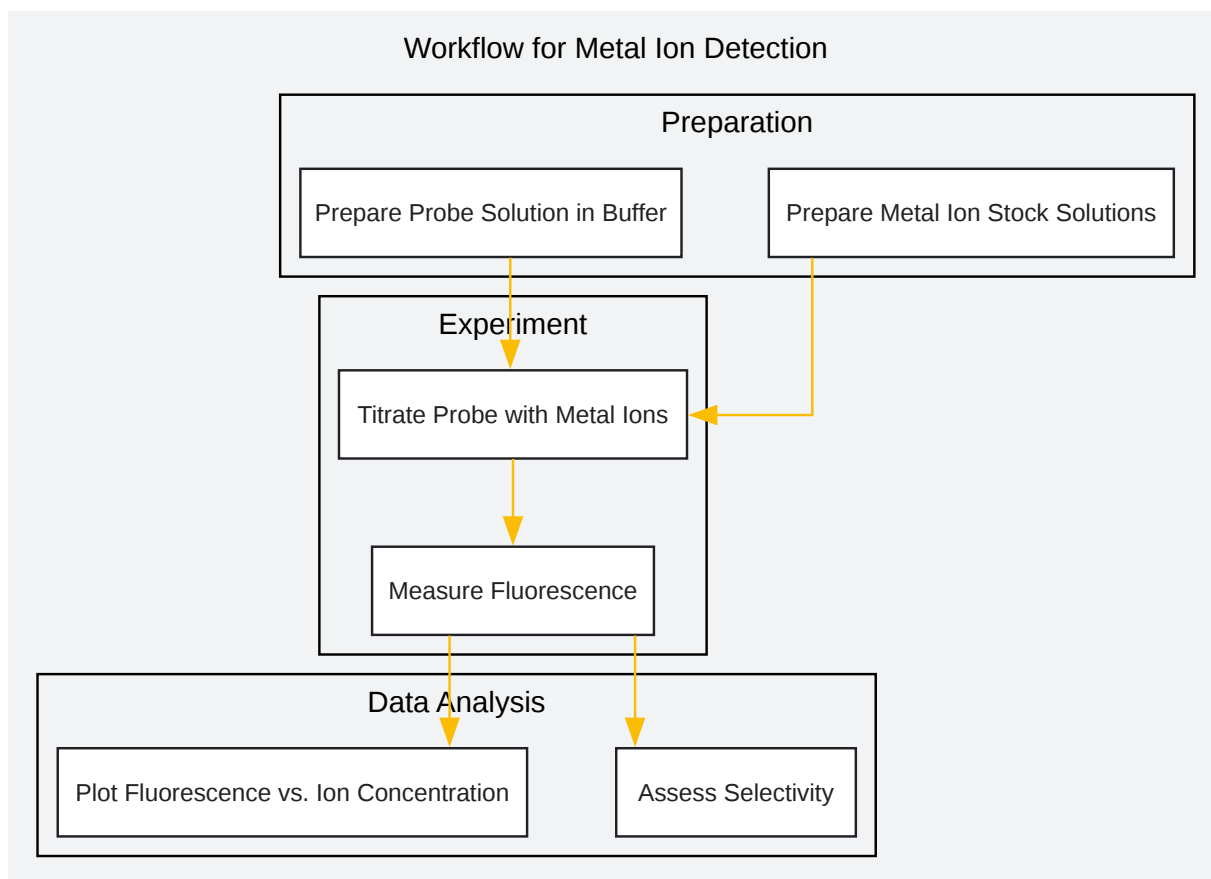 Workflow for Metal Ion Detection
Preparation
Prepare Probe Solution in Buffer
Prepare Metal Ion Stock Solutions
Experiment
Titrate Probe with Metal Ions
Measure Fluorescence
Data Analysis
Plot Fluorescence vs. Ion Concentration
Assess Selectivity